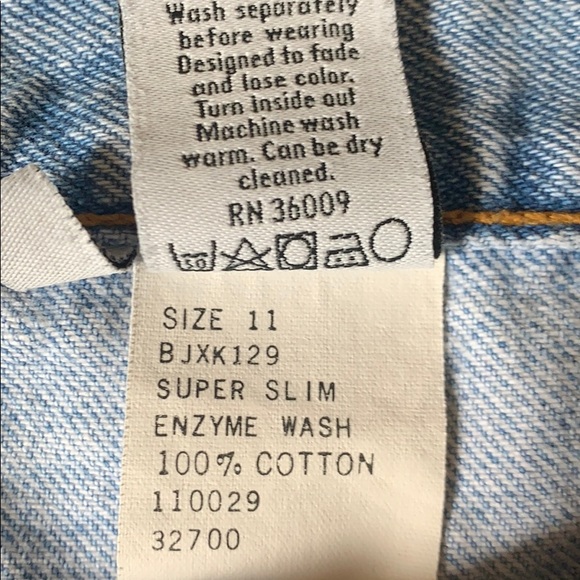 Wash separately
before wearing
Designed to fade
and lose color.
Turn inside out
Machine wash
warm. Can be dry
cleaned.
RN 36009
SIZE 11
BJXK129
SUPER SLIM
ENZYME WASH
100% COTTON
110029
32700